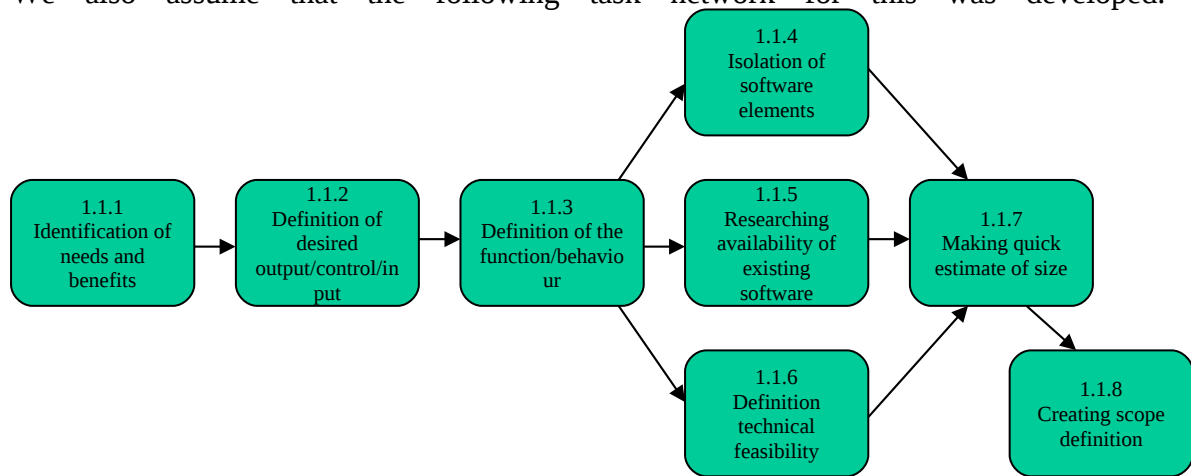 We also assume that the following task network for this was developed:
1.1.4
Isolation of
software
elements
1.1.1
Identification of
needs and
benefits
1.1.2
Definition of
desired
output/control/in
put
1.1.3
Definition of the
function/behavio
ur
1.1.5
Researching
availability of
existing
software
1.1.7
Making quick
estimate of size
1.1.6
Definition
technical
feasibility
1.1.8
Creating scope
definition